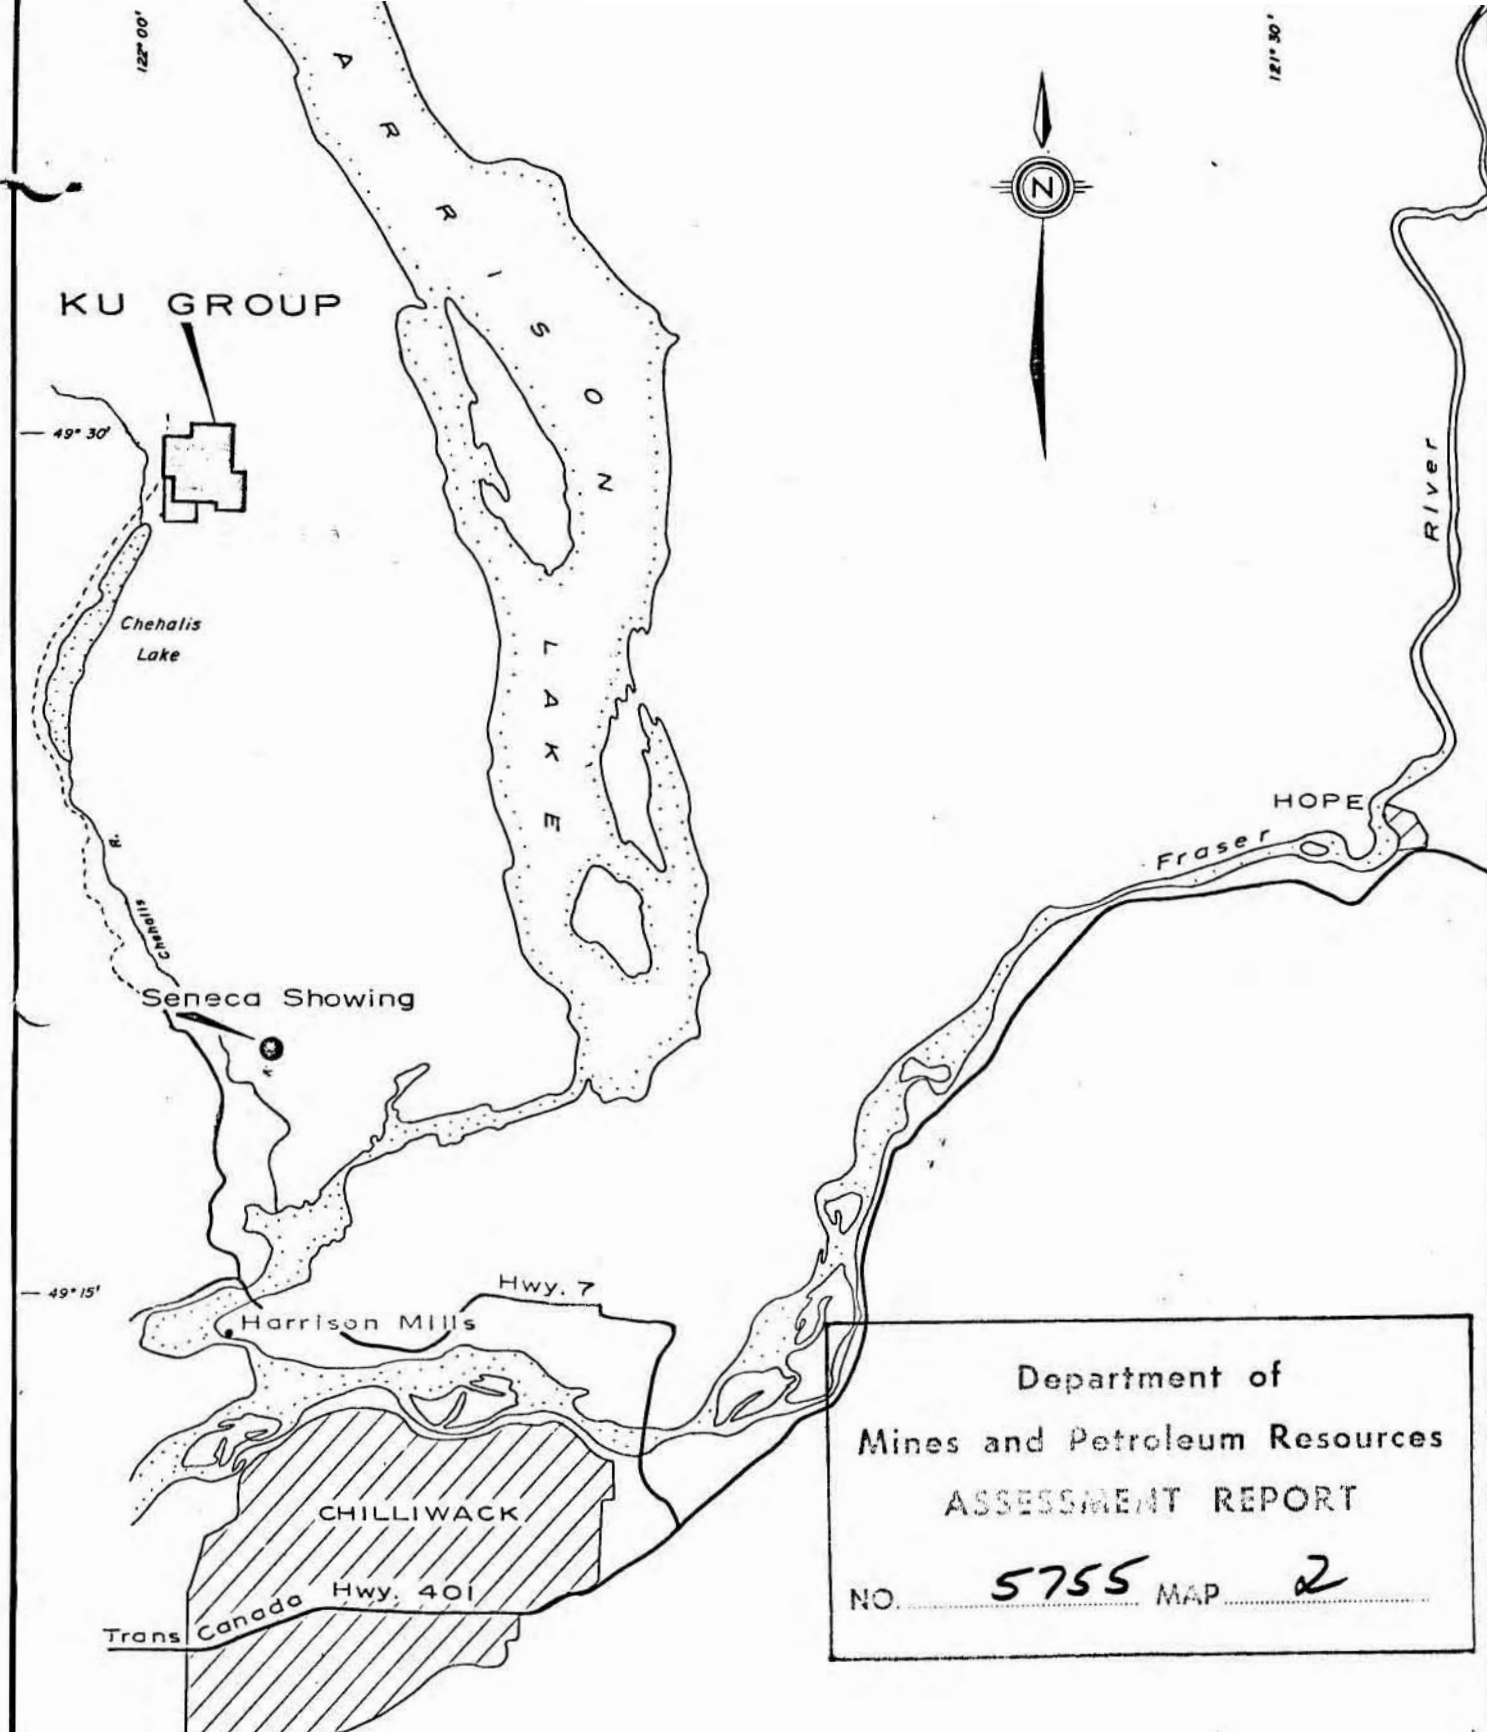 122° 00'
121° 30'
ARRISON
LAKE
N
KU GROUP
49° 30'
River
Chehalis
Lake
HOPE
Fraser
R.
Chehalis
Seneca Showing
49° 15'
Hwy. 7
Harrison Mills
CHILLIWACK
Trans Canada Hwy. 401
Department of
Mines and Petroleum Resources
ASSESSMENT REPORT
NO. 5755 MAP 2